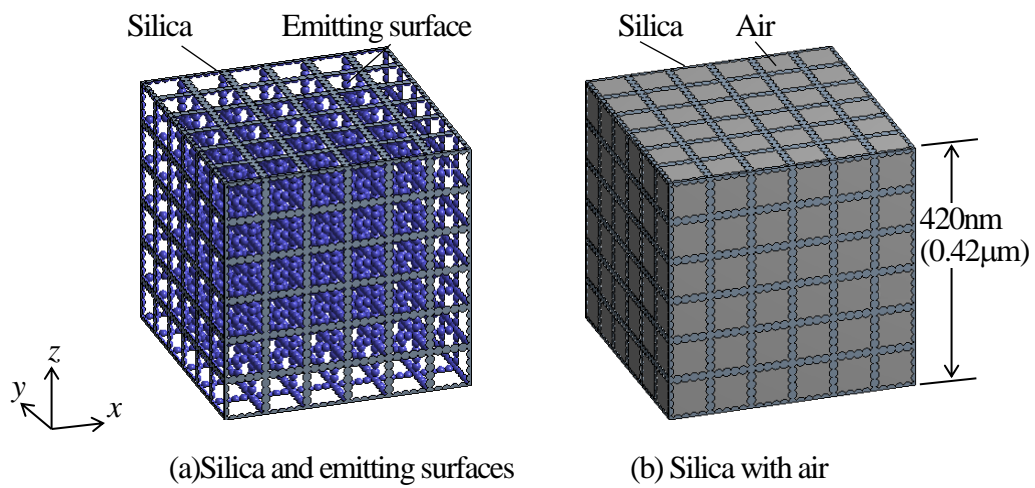 Silica Emitting surface
Silica Air
420nm
(0.42μm)
z
y
x
(a)Silica and emitting surfaces
(b) Silica with air